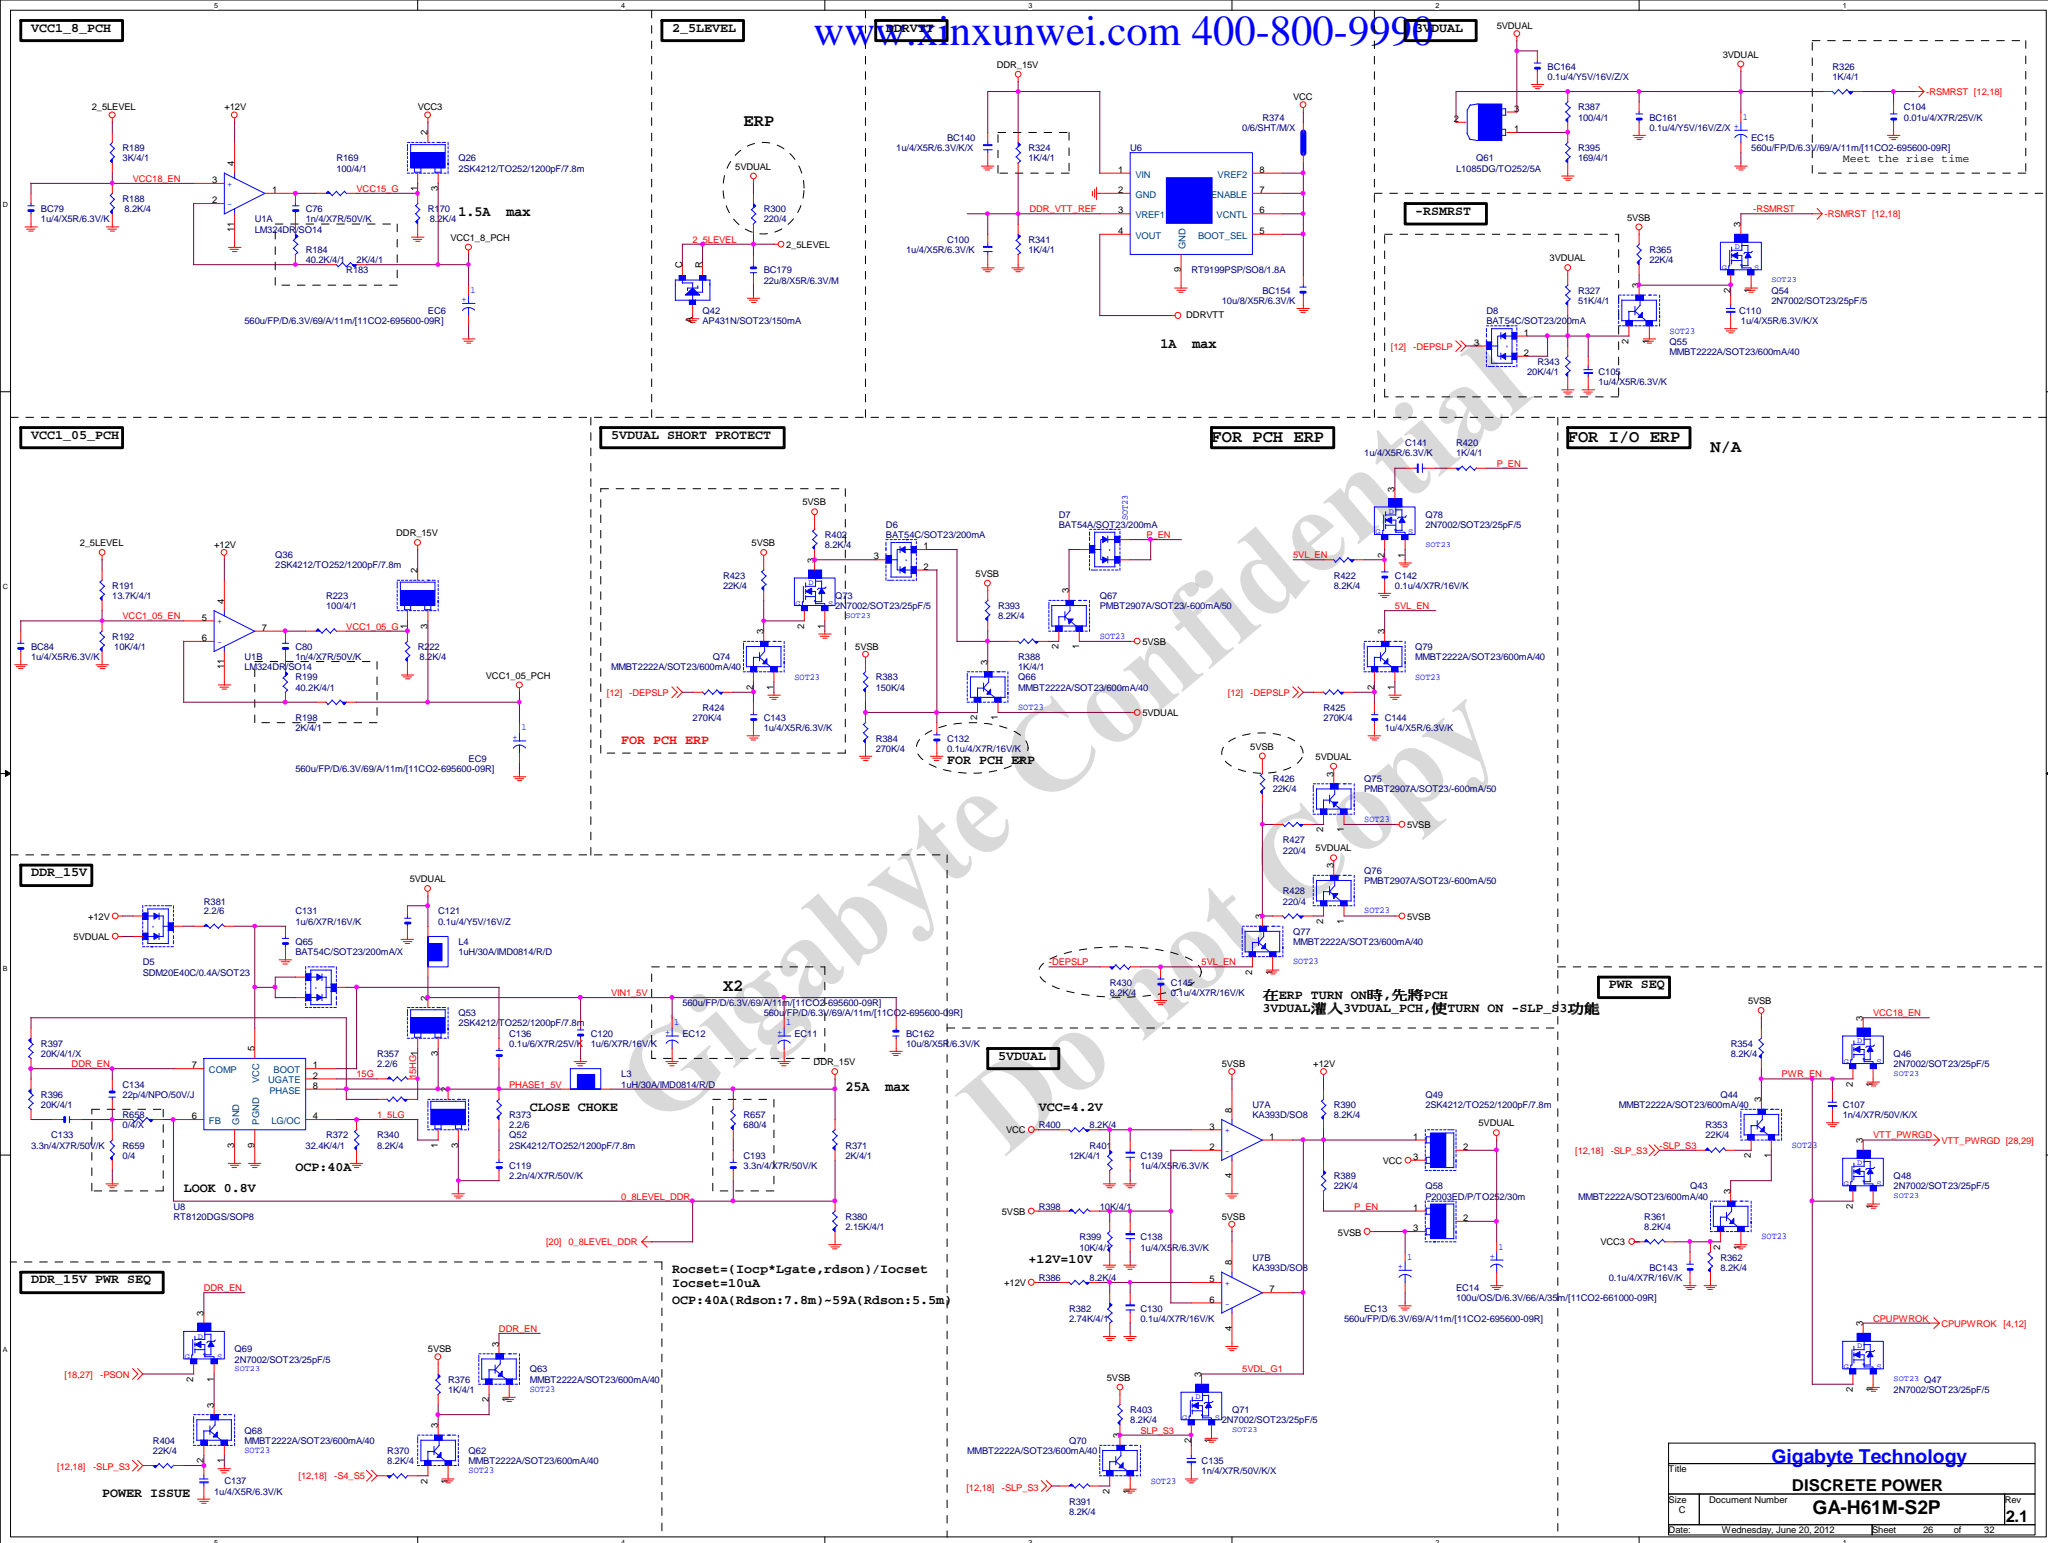 www.xinxunwei.com 400-800-9990
VCC1_8_PCH
2_5LEVEL
+12V
VCC3
R189
3K/4/1
R169
100/4/1
Q26
2SK4212/TO252/1200pF/7.8m
VCC18_EN
VCC15_G
BC79
1u/4/X5R/6.3V/K
R188
8.2K/4
U1A
LM324DR/SO14
C76
1n/4/X7R/50V/K
R170
8.2K/4
1.5A max
VCC1_8_PCH
R184
40.2K/4/1
2K/4/1
R183
EC6
560u/FP/D/6.3V/69/A/11m/[11CO2-695600-09R]
2_5LEVEL
ERP
5VDUAL
R300
220/4
2_5LEVEL
2_5LEVEL
BC179
22u/8/X5R/6.3V/M
Q42
AP431N/SOT23/150mA
DDRVTT
DDR_15V
VCC
R374
0/6/SHT/M/X
BC140
1u/4/X5R/6.3V/K/X
R324
1K/4/1
U6
VIN
GND
VREF1
VOUT
VREF2
ENABLE
VCNTL
BOOT_SEL
GND
DDR_VTT_REF
C100
1u/4/X5R/6.3V/K
R341
1K/4/1
RT9199PSP/SO8/1.8A
BC154
10u/8/X5R/6.3V/K
DDRVTT
1A max
3VDUAL
5VDUAL
BC164
0.1u/4/Y5V/16V/Z/X
3VDUAL
R326
1K/4/1
-RSMRST [12,18]
R387
100/4/1
BC161
0.1u/4/Y5V/16V/Z/X
C104
0.01u/4/X7R/25V/K
Q61
L1085DG/TO252/5A
R395
169/4/1
EC15
560u/FP/D/6.3V/69/A/11m/[11CO2-695600-09R]
Meet the rise time
-RSMRST
5VSB
-RSMRST
-RSMRST [12,18]
R365
22K/4
3VDUAL
SOT23
Q54
2N7002/SOT23/25pF/5
R327
51K/4/1
D8
BAT54C/SOT23/200mA
C110
1u/4/X5R/6.3V/K/X
SOT23
Q55
MMBT2222A/SOT23/600mA/40
[12] -DEPSLP
R343
20K/4/1
C105
1u/4/X5R/6.3V/K
VCC1_05_PCH
2_5LEVEL
+12V
Q36
2SK4212/TO252/1200pF/7.8m
DDR_15V
R191
13.7K/4/1
R223
100/4/1
VCC1_05_EN
VCC1_05_G
BC84
1u/4/X5R/6.3V/K
R192
10K/4/1
U1B
LM324DR/SO14
C80
1n/4/X7R/50V/K
R222
8.2K/4
R199
40.2K/4/1
VCC1_05_PCH
R198
2K/4/1
EC9
560u/FP/D/6.3V/69/A/11m/[11CO2-695600-09R]
5VDUAL SHORT PROTECT
5VSB
R402
8.2K/4
5VSB
R423
22K/4
Q73
2N7002/SOT23/25pF/5
SOT23
Q74
MMBT2222A/SOT23/600mA/40
SOT23
[12] -DEPSLP
R424
270K/4
C143
1u/4/X5R/6.3V/K
FOR PCH ERP
D6
BAT54C/SOT23/200mA
5VSB
R393
8.2K/4
5VSB
R383
150K/4
R388
1K/4/1
Q66
MMBT2222A/SOT23/600mA/40
SOT23
5VDUAL
R384
270K/4
C132
0.1u/4/X7R/16V/K
FOR PCH ERP
D7
BAT54A/SOT23/200mA
SOT23
P_EN
Q67
PMBT2907A/SOT23/-600mA/50
SOT23
5VSB
FOR PCH ERP
C141
1u/4/X5R/6.3V/K
R420
1K/4/1
P_EN
Q78
2N7002/SOT23/25pF/5
SOT23
5VL_EN
R422
8.2K/4
C142
0.1u/4/X7R/16V/K
5VL_EN
Q79
MMBT2222A/SOT23/600mA/40
SOT23
[12] -DEPSLP
R425
270K/4
C144
1u/4/X5R/6.3V/K
5VSB
5VDUAL
R426
22K/4
Q75
PMBT2907A/SOT23/-600mA/50
SOT23
5VSB
R427
220/4
5VDUAL
Q76
PMBT2907A/SOT23/-600mA/50
R428
220/4
SOT23
5VSB
Q77
MMBT2222A/SOT23/600mA/40
SOT23
-DEPSLP
5VL_EN
R430
8.2K/4
C145
0.1u/4/X7R/16V/K
在ERP TURN ON時,先將PCH
3VDUAL灌入3VDUAL_PCH,使TURN ON -SLP_S3功能
FOR I/O ERP
N/A
DDR_15V
+12V
5VDUAL
R381
2.2/6
D5
SDM20E40C/0.4A/SOT23
C131
1u/6/X7R/16V/K
Q65
BAT54C/SOT23/200mA/X
5VDUAL
C121
0.1u/4/Y5V/16V/Z
L4
1uH/30A/IMD0814/R/D
VIN1_5V
X2
560u/FP/D/6.3V/69/A/11m/[11CO2-695600-09R]
560u/FP/D/6.3V/69/A/11m/[11CO2-695600-09R]
EC12
EC11
BC162
10u/8/X5R/6.3V/K
Q53
2SK4212/TO252/1200pF/7.8m
C136
0.1u/6/X7R/25V/K
C120
1u/6/X7R/16V/K
R397
20K/4/1/X
DDR_EN
R396
20K/4/1
C134
22p/4/NPO/50V/J
COMP
FB
VCC
GND
PGND
BOOT
UGATE
PHASE
LG/OC
R357
2.2/6
15G
15HG
PHASE1_5V
L3
1uH/30A/IMD0814/R/D
CLOSE CHOKE
DDR_15V
25A max
R658
0/4/X
C133
3.3n/4/X7R/50V/K
R659
0/4
1_5LG
R372
32.4K/4/1
R340
8.2K/4
OCP:40A
R373
2.2/6
Q52
2SK4212/TO252/1200pF/7.8m
C119
2.2n/4/X7R/50V/K
R657
680/4
C193
3.3n/4/X7R/50V/K
R371
2K/4/1
LOOK 0.8V
U8
RT8120DGS/SOP8
0_8LEVEL_DDR
R380
2.15K/4/1
[20] 0_8LEVEL_DDR
DDR_15V PWR SEQ
DDR_EN
Q69
2N7002/SOT23/25pF/5
SOT23
[18,27] -PSON
Q68
MMBT2222A/SOT23/600mA/40
SOT23
R404
22K/4
[12,18] -SLP_S3
C137
1u/4/X5R/6.3V/K
POWER ISSUE
DDR_EN
5VSB
R376
1K/4/1
Q63
MMBT2222A/SOT23/600mA/40
SOT23
R370
8.2K/4
[12,18] -S4_S5
Q62
MMBT2222A/SOT23/600mA/40
SOT23
Rocset=(Iocp*Lgate,rdson)/Iocset
Iocset=10uA
OCP:40A(Rdson:7.8m)~59A(Rdson:5.5m)
5VDUAL
VCC=4.2V
5VSB
+12V
U7A
KA393D/SO8
R390
8.2K/4
Q49
2SK4212/TO252/1200pF/7.8m
5VDUAL
VCC
R400
8.2K/4
R401
12K/4/1
C139
1u/4/X5R/6.3V/K
VCC
R389
22K/4
Q58
P2003ED/P/TO252/30m
P_EN
5VSB
5VSB
R398
10K/4/1
R399
10K/4/1
C138
1u/4/X5R/6.3V/K
5VSB
+12V=10V
U7B
KA393D/SO8
+12V
R386
8.2K/4
R382
2.74K/4/1
C130
0.1u/4/X7R/16V/K
EC13
560u/FP/D/6.3V/69/A/11m/[11CO2-695600-09R]
EC14
100u/OS/D/6.3V/66/A/35m/[11CO2-661000-09R]
5VDL_G1
5VSB
R403
8.2K/4
Q71
2N7002/SOT23/25pF/5
SOT23
SLP_S3
Q70
MMBT2222A/SOT23/600mA/40
SOT23
C135
1n/4/X7R/50V/K/X
[12,18] -SLP_S3
R391
8.2K/4
PWR SEQ
5VSB
VCC18_EN
R354
8.2K/4
Q46
2N7002/SOT23/25pF/5
SOT23
PWR_EN
Q44
MMBT2222A/SOT23/600mA/40
C107
1n/4/X7R/50V/K/X
R353
22K/4
SOT23
[12,18] -SLP_S3
VTT_PWRGD
VTT_PWRGD [28,29]
Q48
2N7002/SOT23/25pF/5
SOT23
Q43
MMBT2222A/SOT23/600mA/40
R361
8.2K/4
VCC3
SOT23
BC143
0.1u/4/X7R/16V/K
R362
8.2K/4
CPUPWROK
CPUPWROK [4,12]
SOT23 Q47
2N7002/SOT23/25pF/5
Gigabyte Confidential
Do not Copy
Gigabyte Technology
Title
DISCRETE POWER
Size
C
Document Number
GA-H61M-S2P
Rev
2.1
Date: Wednesday, June 20, 2012 Sheet 26 of 32